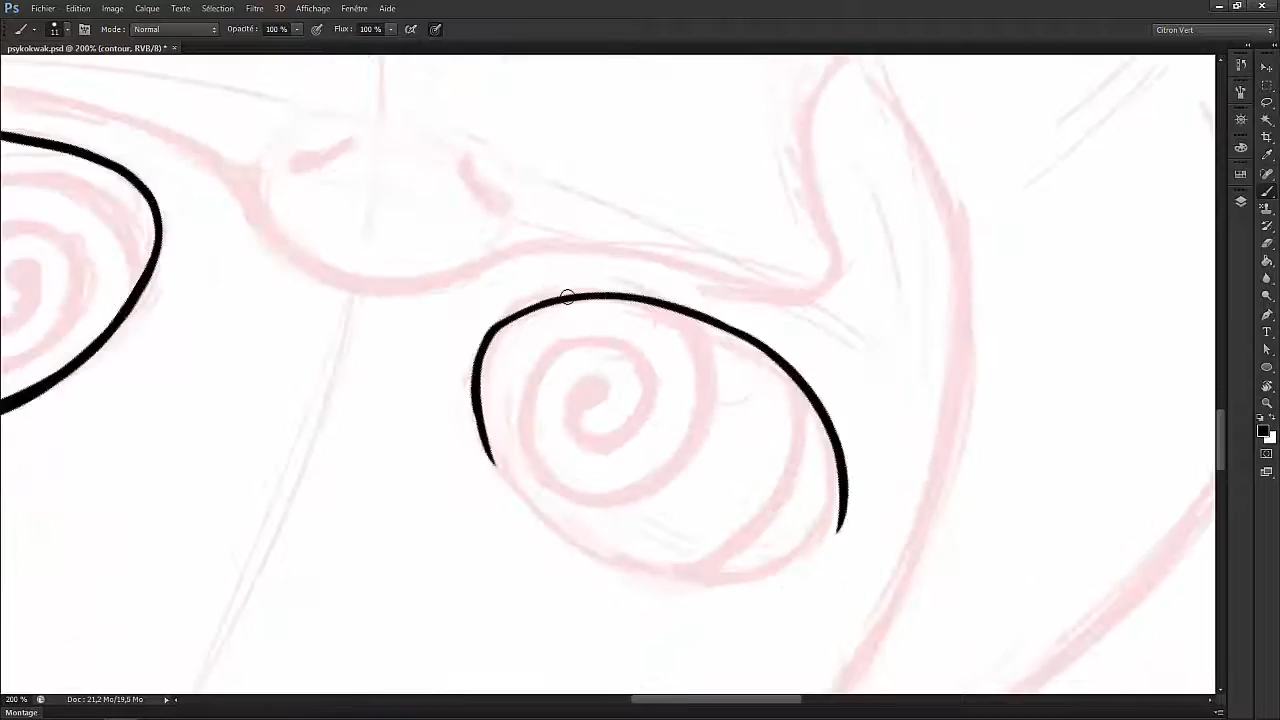 Ps Fichier Edition Image Calque Texte Sélection Filtre 3D Affichage Fenêtre Aide
11 Mode : Normal Opacité : 100 % Flux : 100 % Citron Vert
psykokwak.psd @ 200% (contour, RVB/8) * ×
200 % Doc : 21,2 Mo/19,5 Mo
Montage